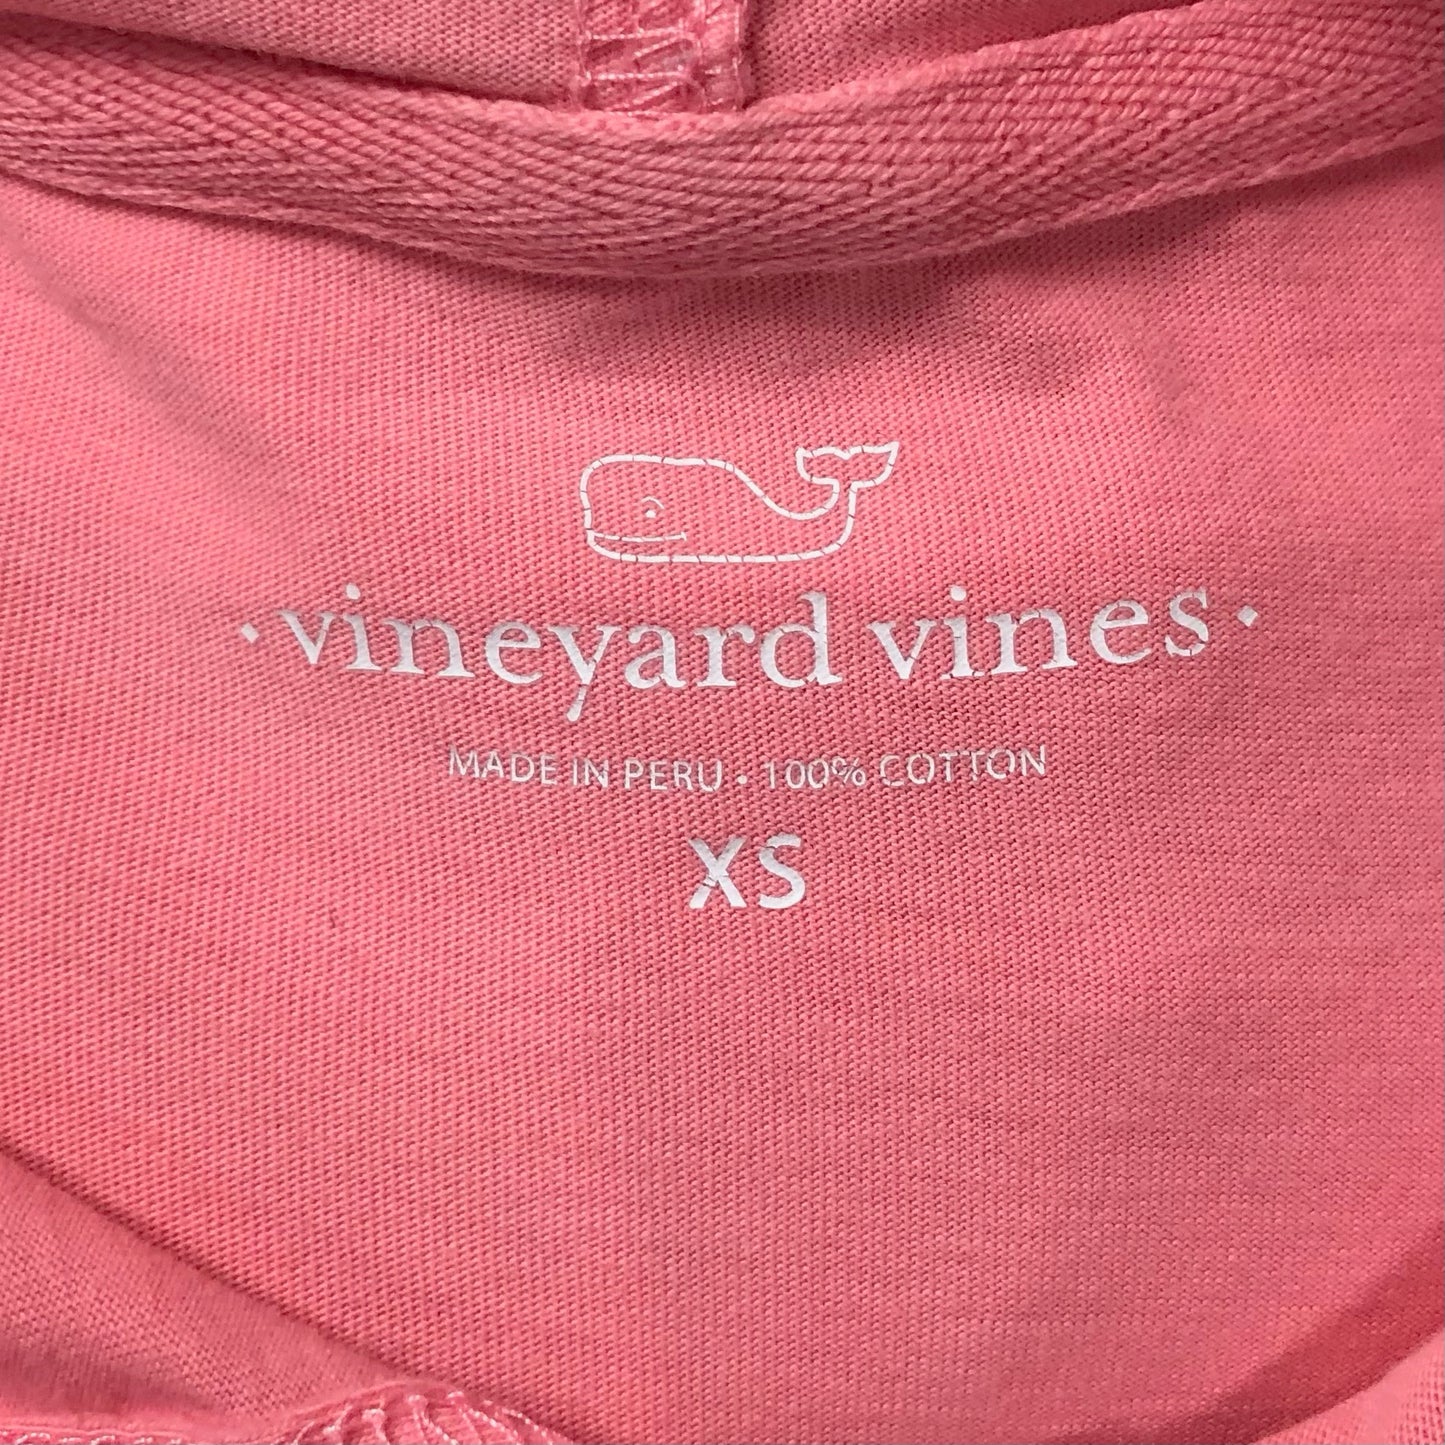 • vineyard vines •
MADE IN PERU • 100% COTTON
XS